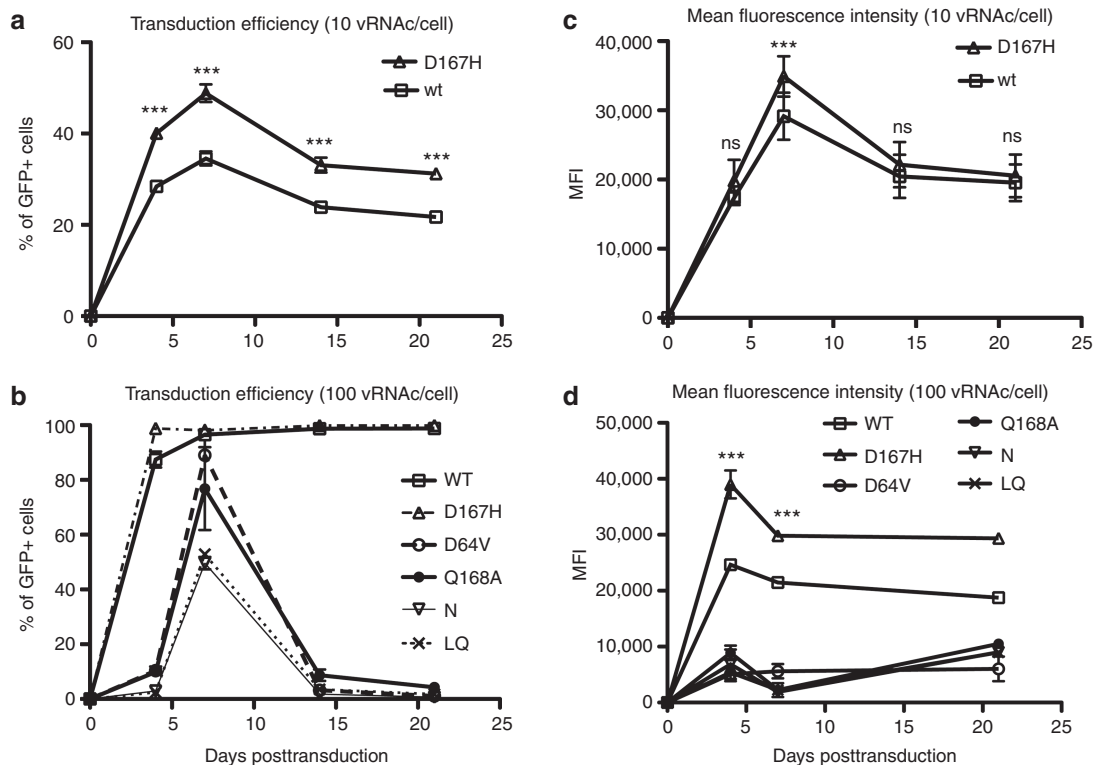 a
Transduction efficiency (10 vRNAc/cell)
% of GFP+ cells
60
40
20
0
0 5 10 15 20 25
***
***
***
***
D167H
wt
c
Mean fluorescence intensity (10 vRNAc/cell)
MFI
40,000
30,000
20,000
10,000
0
0 5 10 15 20 25
ns
***
ns
ns
D167H
wt
b
Transduction efficiency (100 vRNAc/cell)
% of GFP+ cells
100
80
60
40
20
0
0 5 10 15 20 25
Days posttransduction
WT
D167H
D64V
Q168A
N
LQ
d
Mean fluorescence intensity (100 vRNAc/cell)
MFI
50,000
40,000
30,000
20,000
10,000
0
0 5 10 15 20 25
Days posttransduction
***
***
WT
D167H
D64V
Q168A
N
LQ